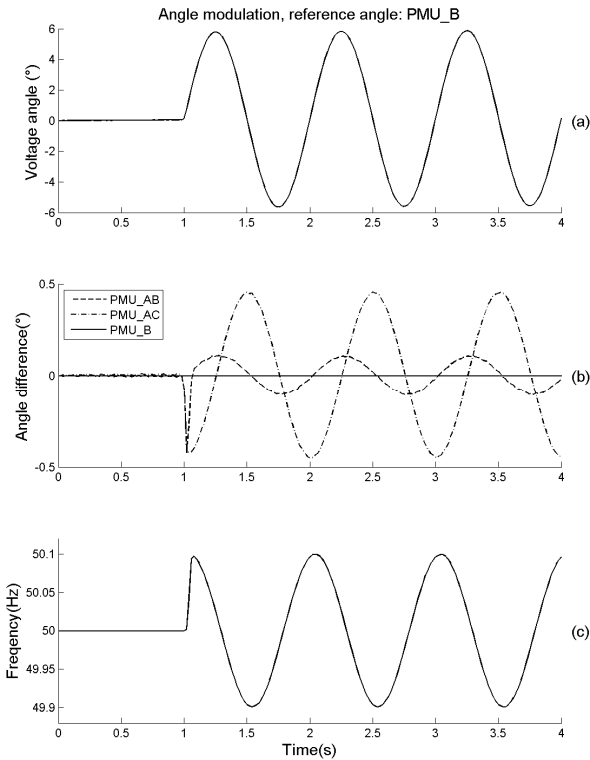 Angle modulation, reference angle: PMU_B
6
4
2
0
-2
-4
-6
Voltage angle (°)
(a)
0 0.5 1 1.5 2 2.5 3 3.5 4
0.5
0
-0.5
Angle difference(°)
PMU_AB
PMU_AC
PMU_B
(b)
0 0.5 1 1.5 2 2.5 3 3.5 4
50.1
50.05
50
49.95
49.9
Freqency(Hz)
(c)
0 0.5 1 1.5 2 2.5 3 3.5 4
Time(s)